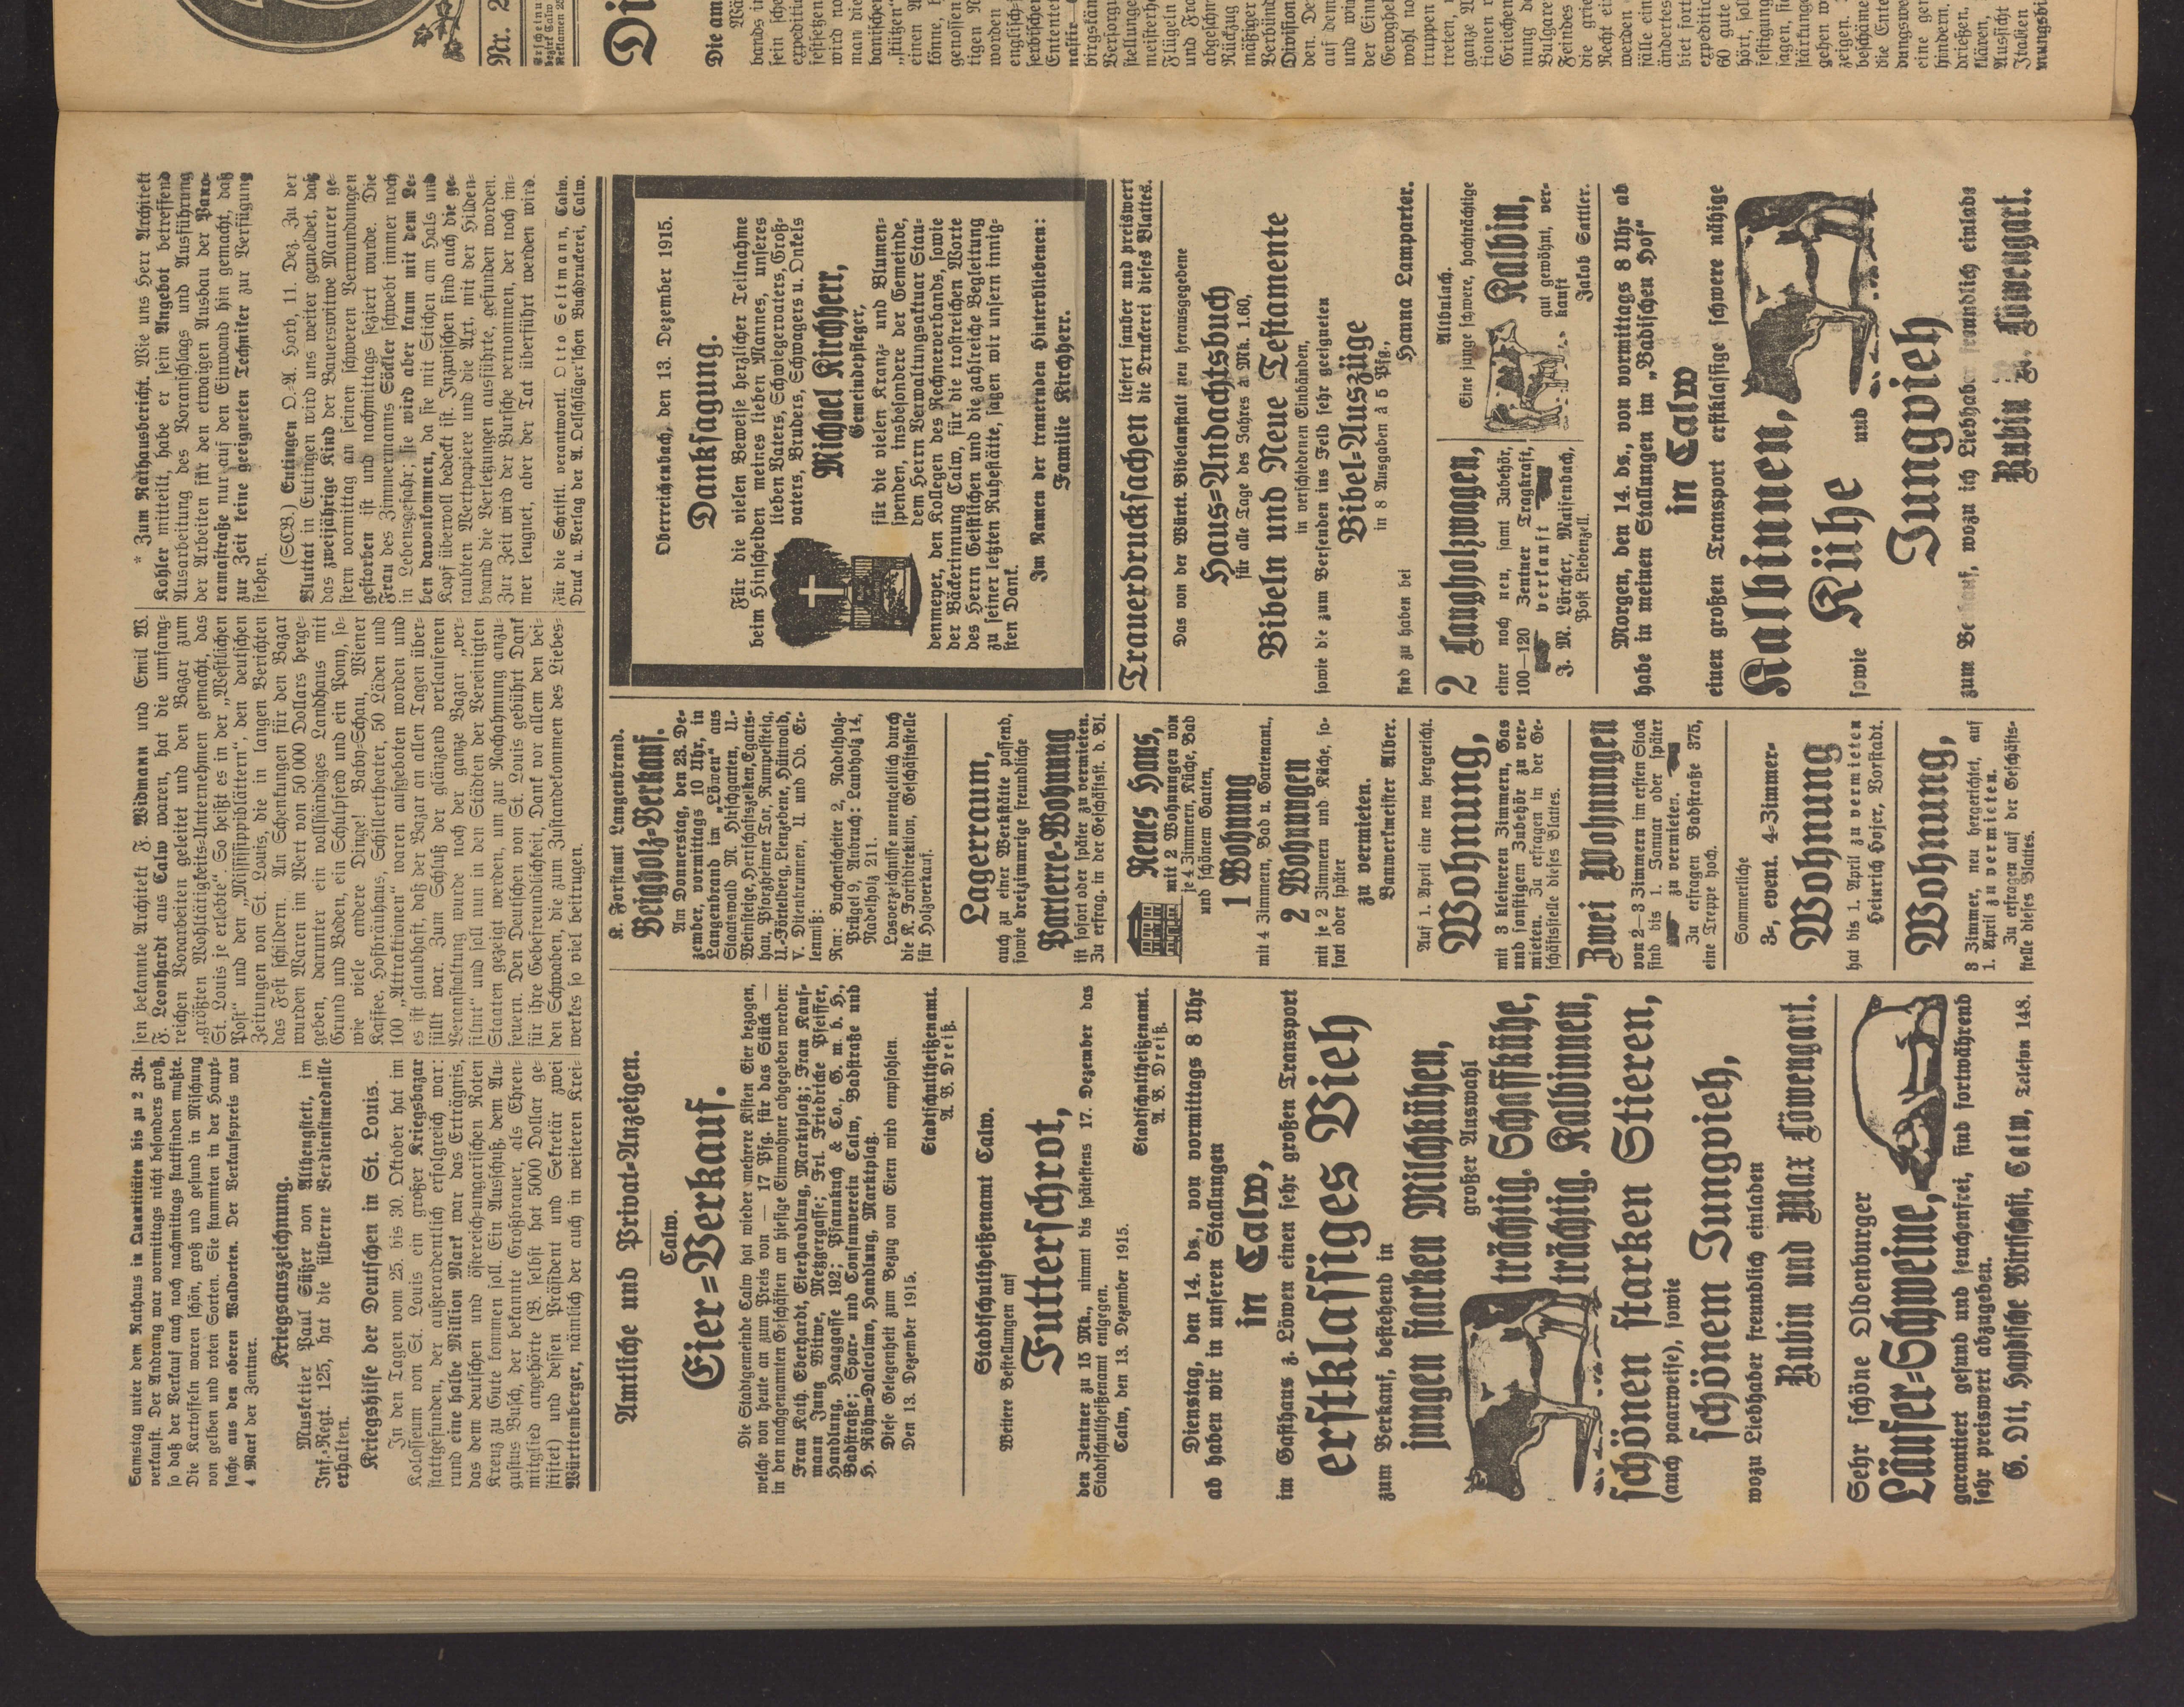 Samstag unter dem Rathaus in Quantitäten bis zu 2 Ztr.
verkauft. Der Andrang war vormittags nicht besonders groß,
so daß der Verkauf auch noch nachmittags stattfinden mußte.
Die Kartoffeln waren schön, groß und gesund in Mischung
von gelben und roten Sorten. Sie stammten in der Haupt-
sache aus den oberen Waldorten. Der Verkaufspreis war
4 Mark der Zentner.
Kriegsauszeichnung.
Musketier Paul Süßer von Althengstett, im
Inf.-Regt. 125, hat die silberne Verdienstmedaille
erhalten.
Kriegshilfe der Deutschen in St. Louis.
In den Tagen vom 25. bis 30. Oktober hat im
Kolosseum von St. Louis ein großer Kriegsbazar
stattgefunden, der außerordentlich erfolgreich war:
rund eine halbe Million Mark war das Erträgnis,
das dem deutschen und österreich-ungarischen Roten
Kreuz zu Gute kommen soll. Ein Ausschuß, dem Au-
gustus Busch, der bekannte Großbrauer, als Ehren-
mitglied angehörte (B. selbst hat 5000 Dollar ge-
stiftet) und dessen Präsident und Sekretär zwei
Württemberger, nämlich der auch in weiteren Krei-
sen bekannte Architekt F. Widmann und Emil W.
F. Leonhardt aus Calw waren, hat die umfang-
reichen Vorarbeiten geleitet und den Bazar zum
„größten Wohltätigkeits-Unternehmen gemacht, das
St. Louis je erlebte“ So heißt es in der „Westlichen
Post“ und den „Mississippiblättern“, den deutschen
Zeitungen von St. Louis, die in langen Berichten
das Fest schildern. An Schenkungen für den Bazar
wurden Waren im Wert von 50 000 Dollars herge-
geben, darunter ein vollständiges Landhaus mit
Grund und Boden, ein Schulpferd und ein Pony, so-
wie viele andere Dinge! Baby-Schau, Wiener
Kaffee, Hofbräuhaus, Schillertheater, 50 Läden und
100 „Attraktionen“ waren aufgeboten worden und
es ist glaubhaft, daß der Bazar an allen Tagen über-
füllt war. Zum Schluß der glänzend verlaufenen
Veranstaltung wurde noch der ganze Bazar „ver-
filmt“ und soll nun in den Städten der Vereinigten
Staaten gezeigt werden, um zur Nachahmung anzu-
feuern. Den Deutschen von St. Louis gebührt Dank
für ihre Gebefreundlichkeit, Dank vor allem den bei-
den Schwaben, die zum Zustandekommen des Liebes-
werkes so viel beitrugen.
* Zum Rathausbericht. Wie uns Herr Architekt
Kohler mitteilt, habe er sein Angebot betreffend
Ausarbeitung des Voranschlags und Ausführung
der Arbeiten für den etwaigen Ausbau der Pano-
ramastraße nur auf den Einwand hin gemacht, daß
zur Zeit keine geeigneten Techniker zur Verfügung
stehen.
(SCB.) Eutingen O.-A. Horb, 11. Dez. Zu der
Bluttat in Eutingen wird uns weiter gemeldet, daß
das zweijährige Kind der Bauerswitwe Maurer ge-
stern vormittag an seinen schweren Verwundungen
gestorben ist und nachmittags seziert wurde. Die
Frau des Zimmermanns Säckler schwebt immer noch
in Lebensgefahr; sie wird aber kaum mit dem Le-
ben davonkommen, da sie mit Stichen am Hals und
Kopf übervoll bedeckt ist. Inzwischen sind auch die ge-
raubten Wertpapiere und die Axt, mit der Hilden-
brand die Verletzungen ausführte, gefunden worden.
Zur Zeit wird der Bursche vernommen, der noch im-
mer leugnet, aber der Tat überführt werden wird.
Für die Schriftl. verantwortl. Otto Seltmann, Calw.
Druck u. Verlag der A. Oelschläger'schen Buchdruckerei, Calw.
Amtliche und Privat-Anzeigen.
Calw.
Eier-Verkauf.
Die Stadtgemeinde Calw hat wieder mehrere Kisten Eier bezogen,
welche von heute an zum Preis von — 17 Pfg. für das Stück —
in den nachgenannten Geschäften an hiesige Einwohner abgegeben werden:
Frau Kath. Eberhardt, Eierhandlung, Marktplatz; Frau Kauf-
mann Jung Witwe, Metzgergasse; Frl. Friedericke Pfeiffer,
Handlung, Haaggasse 192; Pfannkuch & Co., G. m. b. H.,
Badstraße; Spar- und Consumverein Calw, Badstraße und
H. Röhm-Dalcolmo, Handlung, Marktplatz.
Diese Gelegenheit zum Bezug von Eiern wird empfohlen.
Den 13. Dezember 1915.
Stadtschultheißenamt.
A. V. Dreiß.
Stadtschultheißenamt Calw.
Weitere Bestellungen auf
Futterschrot,
den Zentner zu 15 Mk., nimmt bis spätestens 17. Dezember das
Stadtschultheißenamt entgegen.
Calw, den 13. Dezember 1915.
Stadtschultheißenamt.
A. V. Dreiß.
Dienstag, den 14. ds., von vormittags 8 Uhr
ab haben wir in unseren Stallungen
in Calw,
im Gasthaus z. Löwen einen sehr großen Transport
erstklassiges Vieh
zum Verkauf, bestehend in
jungen starken Milchkühen,
großer Auswahl
trächtig. Schaffkühe,
trächtig. Kalbinnen,
schönen starken Stieren,
(auch paarweise), sowie
schönem Jungvieh,
wozu Liebhaber freundlich einladen
Rubin und Max Löwengart.
Sehr schöne Oldenburger
Läufer-Schweine,
garantiert gesund und seuchenfrei, sind fortwährend
sehr preiswert abzugeben.
G. Ott, Haydtsche Wirtschaft, Calw, Telefon 148.
K. Forstamt Langenbrand.
Beigholz-Verkauf.
Am Donnerstag, den 23. De-
zember, vormittags 10 Uhr, in
Langenbrand im „Löwen“ aus
Staatswald M. Hirschgarten, U.-
Weinsteige, Herrschaftszeiken, Egarts-
hau, Pforzheimer Tor, Rumpelsteig,
U.-Förtelberg, Lienzebene, Hüttwald,
V. Dittenbrunnen, U. und Ob. Er-
lenmiß:
Rm: Buchenscheiter 2, Nadelholz-
Prügel 9, Anbruch: Laubholz 14,
Nadelholz 211.
Losverzeichnisse unentgeltlich durch
die K. Forstdirektion, Geschäftsstelle
für Holzverkauf.
Lagerraum,
auch zu einer Werkstätte passend,
sowie dreizimmrige freundliche
Parterre-Wohnung
ist sofort oder später zu vermieten.
Zu erfrag. in der Geschäftsst. d. Bl.
Neues Haus,
mit 2 Wohnungen von
je 4 Zimmern, Küche, Bad
und schönem Garten,
1 Wohnung
mit 4 Zimmern, Bad u. Gartenant.,
2 Wohnungen
mit je 2 Zimmern und Küche, so-
fort oder später
zu vermieten.
Bauwerkmeister Alber.
Auf 1. April eine neu hergericht.
Wohnung,
mit 3 kleineren Zimmern, Gas
und sonstigen Zubehör zu ver-
mieten. Zu erfragen in der Ge-
schäftsstelle dieses Blattes.
Zwei Wohnungen
von 2—3 Zimmern im ersten Stock
sind bis 1. Januar oder später
zu vermieten.
Zu erfragen Badstraße 375,
eine Treppe hoch.
Sommerliche
3-, event. 4-Zimmer-
Wohnung
hat bis 1. April zu vermieten
Heinrich Hojer, Vorstadt.
Wohnung,
3 Zimmer, neu hergerichtet, auf
1. April zu vermieten.
Zu erfragen auf der Geschäfts-
stelle dieses Blattes.
Oberreichenbach, den 13. Dezember 1915.
Danksagung.
Für die vielen Beweise herzlicher Teilnahme
beim Hinscheiden meines lieben Mannes, unseres
lieben Vaters, Schwiegervaters, Groß-
vaters, Bruders, Schwagers u. Onkels
Michael Kirchherr,
Gemeindepfleger,
für die vielen Kranz- und Blumen-
spenden, insbesondere der Gemeinde,
dem Herrn Verwaltungsaktuar Stau-
denmeyer, den Kollegen des Rechnerverbands, sowie
der Bäckerinnung Calw, für die trostreichen Worte
des Herrn Geistlichen und die zahlreiche Begleitung
zu seiner letzten Ruhestätte, sagen wir unsern innig-
sten Dank.
Im Namen der trauernden Hinterbliebenen:
Familie Kirchherr.
Trauerdrucksachen liefert sauber und preiswert
die Druckerei dieses Blattes.
Das von der Württ. Bibelanstalt neu herausgegebene
Haus-Andachtsbuch
für alle Tage des Jahres à Mk. 1.60,
Bibeln und Neue Testamente
in verschiedenen Einbänden,
sowie die zum Versenden ins Feld sehr geeigneten
Bibel-Auszüge
in 8 Ausgaben à 5 Pfg.,
sind zu haben bei
Hanna Lamparter.
2 Langholzwagen,
einer noch neu, samt Zubehör,
100—120 Zentner Tragkraft,
verkauft
J. M. Lörcher, Maisenbach,
Post Liebenzell.
Altbulach.
Eine junge schwere, hochträchtige
Kalbin,
gut gewöhnt, ver-
kauft
Jakob Sattler.
Morgen, den 14. ds., von vormittags 8 Uhr ab
habe in meinen Stallungen im „Badischen Hof“
in Calw
einen großen Transport erstklassige schwere nähige
Kalbinnen,
Kühe
und
sowie
Jungvieh
zum Verkauf, wozu ich Liebhaber freundlich einlade
Rubin Löwengart.
Nr. 2
Die am